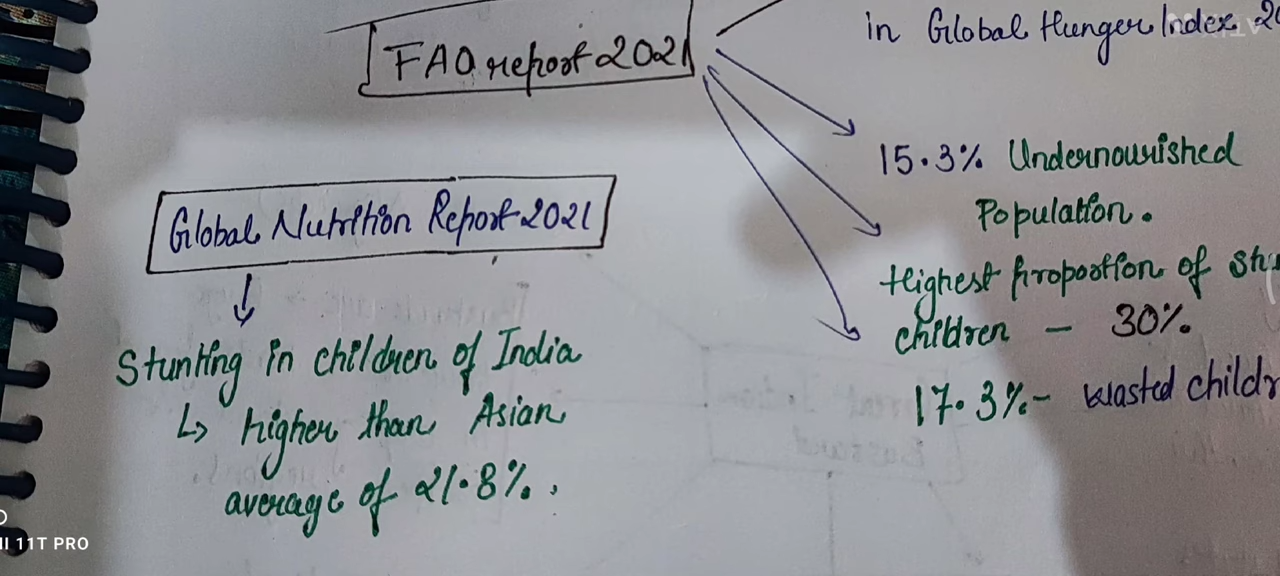 in Global Hunger Index
FAO report 2021
15.3% Undernourished
Population.
Highest proportion of
children - 30%.
17.3% - wasted
Global Nutrition Report 2021
↓
Stunting in children of India
↳ higher than Asian
average of 21.8%.
11T PRO